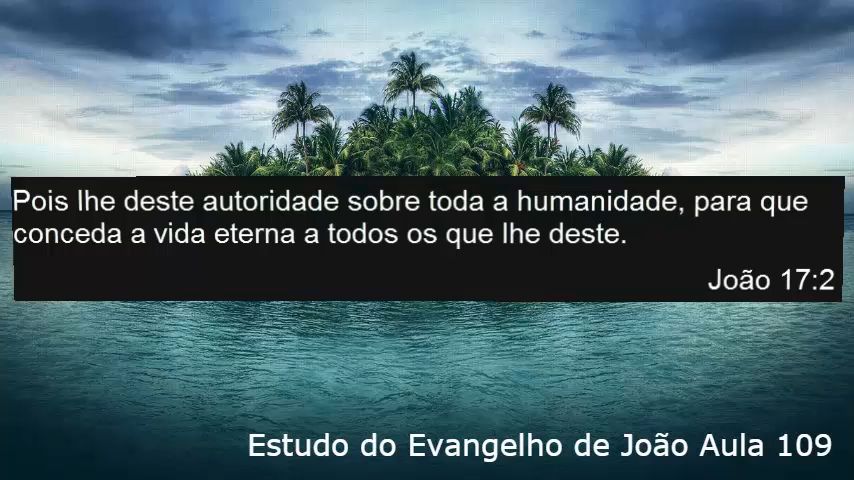 Pois lhe deste autoridade sobre toda a humanidade, para que
conceda a vida eterna a todos os que lhe deste.
João 17:2
Estudo do Evangelho de João Aula 109